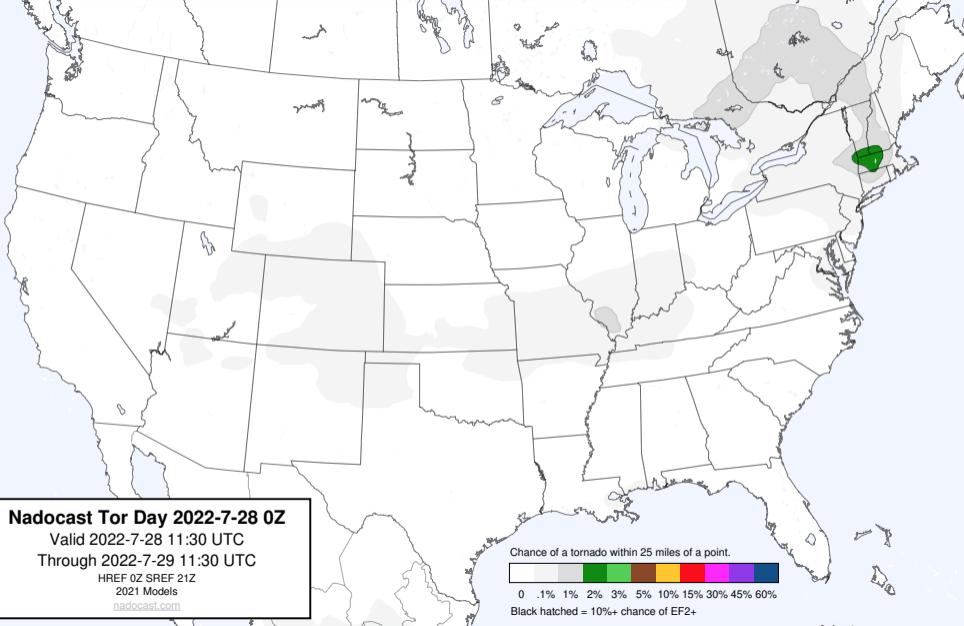 Nadocast Tor Day 2022-7-28 0Z
Valid 2022-7-28 11:30 UTC
Through 2022-7-29 11:30 UTC
HREF 0Z SREF 21Z
2021 Models
nadocast.com
Chance of a tornado within 25 miles of a point.
0 .1% 1% 2% 3% 5% 10% 15% 30% 45% 60%
Black hatched = 10%+ chance of EF2+